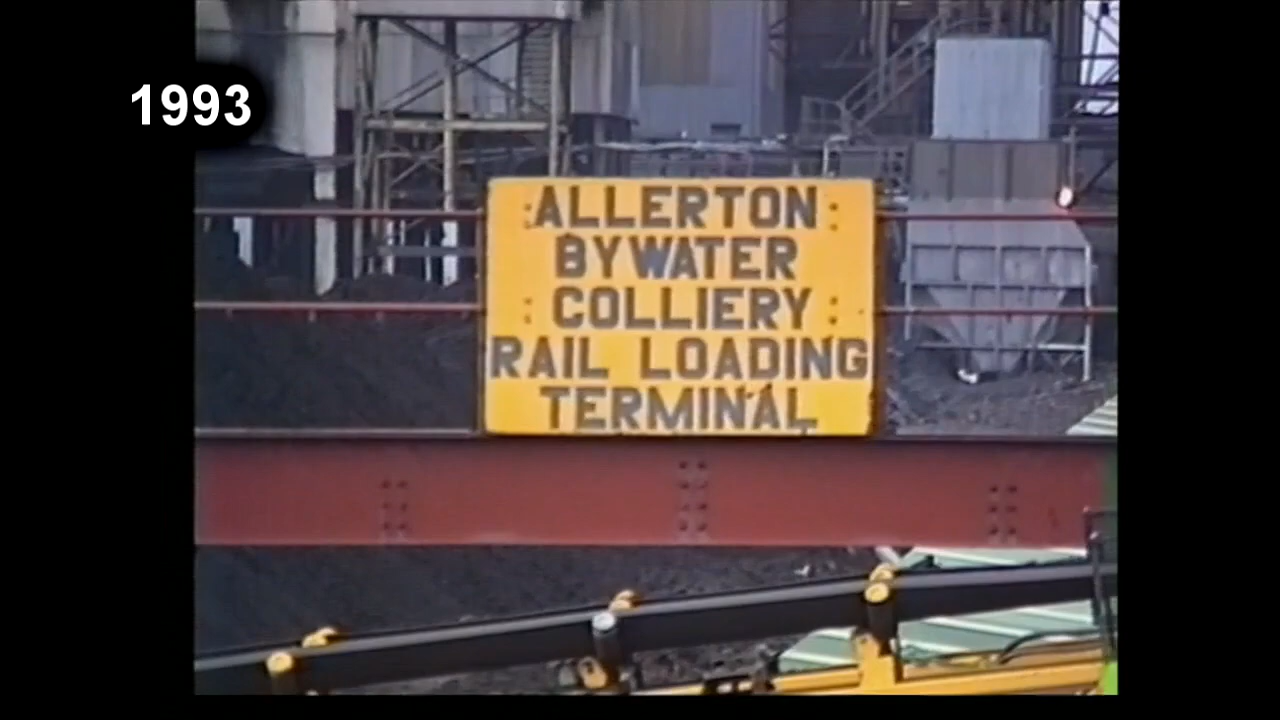 1993
:ALLERTON:
BYWATER
: COLLIERY :
RAIL LOADING
TERMINAL